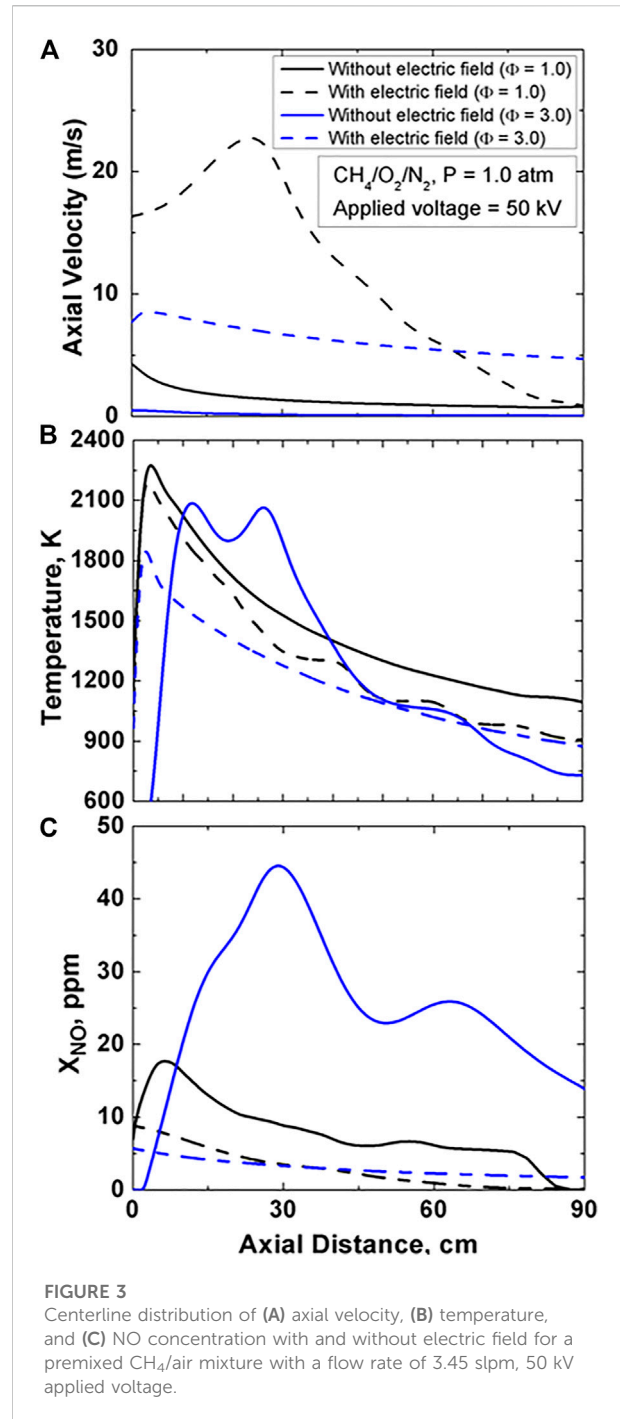 A
30
20
10
0
Axial Velocity (m/s)
Without electric field (Φ = 1.0)
With electric field (Φ = 1.0)
Without electric field (Φ = 3.0)
With electric field (Φ = 3.0)
CH₄/O₂/N₂, P = 1.0 atm
Applied voltage = 50 kV
B
2400
2100
1800
1500
1200
900
600
Temperature, K
C
50
40
30
20
10
0
X_NO, ppm
0 30 60 90
Axial Distance, cm
FIGURE 3
Centerline distribution of (A) axial velocity, (B) temperature,
and (C) NO concentration with and without electric field for a
premixed CH₄/air mixture with a flow rate of 3.45 slpm, 50 kV
applied voltage.